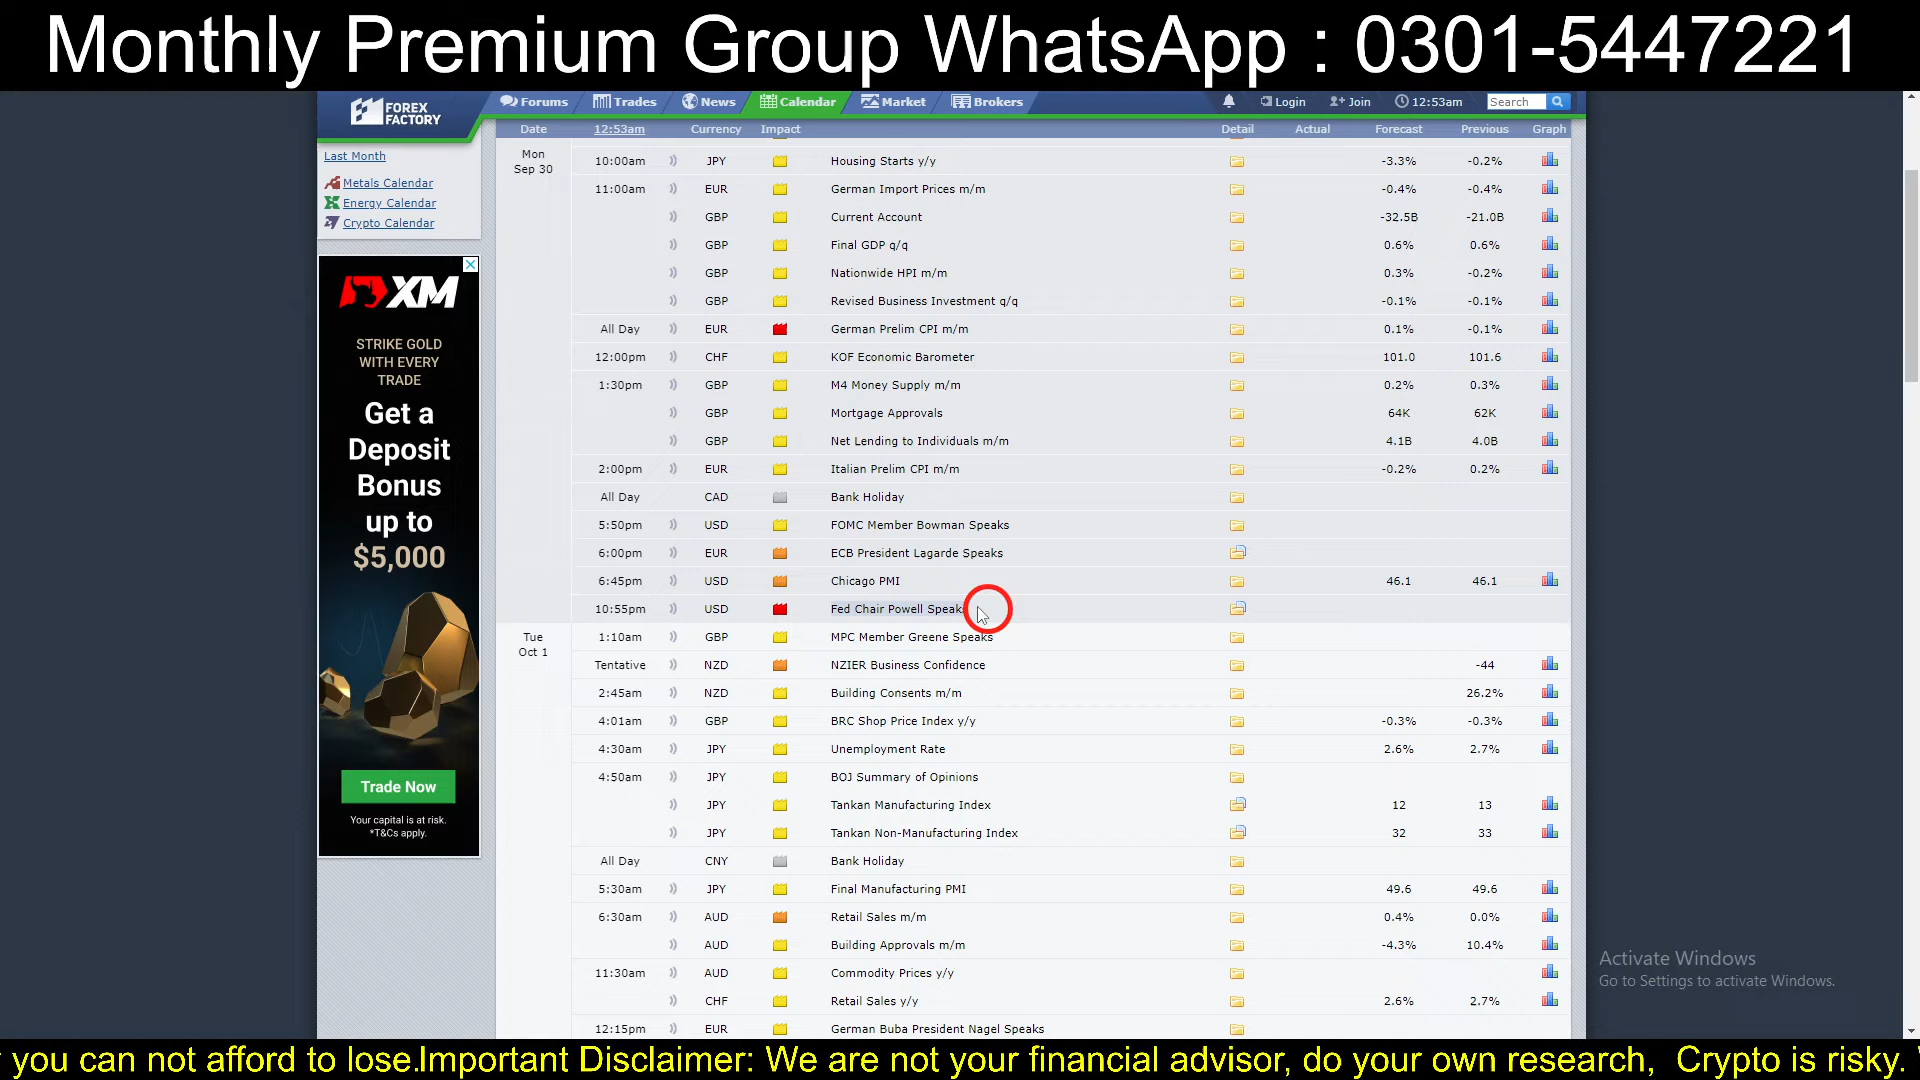 Monthly Premium Group WhatsApp : 0301-5447221
FOREX FACTORY
Forums Trades News Calendar Market Brokers Login Join 12:53am Search
Last Month
Metals Calendar
Energy Calendar
Crypto Calendar
XM
STRIKE GOLD
WITH EVERY
TRADE
Get a
Deposit
Bonus
up to
$5,000
Trade Now
Your capital is at risk.
*T&Cs apply.
Date 12:53am Currency Impact Detail Actual Forecast Previous Graph
Mon Sep 30 10:00am JPY Housing Starts y/y -3.3% -0.2%
11:00am EUR German Import Prices m/m -0.4% -0.4%
GBP Current Account -32.5B -21.0B
GBP Final GDP q/q 0.6% 0.6%
GBP Nationwide HPI m/m 0.3% -0.2%
GBP Revised Business Investment q/q -0.1% -0.1%
All Day EUR German Prelim CPI m/m 0.1% -0.1%
12:00pm CHF KOF Economic Barometer 101.0 101.6
1:30pm GBP M4 Money Supply m/m 0.2% 0.3%
GBP Mortgage Approvals 64K 62K
GBP Net Lending to Individuals m/m 4.1B 4.0B
2:00pm EUR Italian Prelim CPI m/m -0.2% 0.2%
All Day CAD Bank Holiday
5:50pm USD FOMC Member Bowman Speaks
6:00pm EUR ECB President Lagarde Speaks
6:45pm USD Chicago PMI 46.1 46.1
10:55pm USD Fed Chair Powell Speaks
Tue Oct 1 1:10am GBP MPC Member Greene Speaks
Tentative NZD NZIER Business Confidence -44
2:45am NZD Building Consents m/m 26.2%
4:01am GBP BRC Shop Price Index y/y -0.3% -0.3%
4:30am JPY Unemployment Rate 2.6% 2.7%
4:50am JPY BOJ Summary of Opinions
JPY Tankan Manufacturing Index 12 13
JPY Tankan Non-Manufacturing Index 32 33
All Day CNY Bank Holiday
5:30am JPY Final Manufacturing PMI 49.6 49.6
6:30am AUD Retail Sales m/m 0.4% 0.0%
AUD Building Approvals m/m -4.3% 10.4%
11:30am AUD Commodity Prices y/y
CHF Retail Sales y/y 2.6% 2.7%
12:15pm EUR German Buba President Nagel Speaks
Activate Windows
Go to Settings to activate Windows.
you can not afford to lose.Important Disclaimer: We are not your financial advisor, do your own research, Crypto is risky.